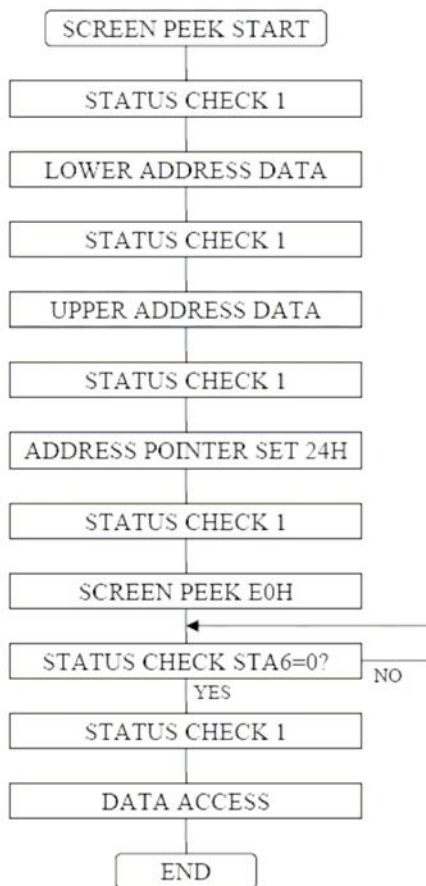 SCREEN PEEK START
STATUS CHECK 1
LOWER ADDRESS DATA
STATUS CHECK 1
UPPER ADDRESS DATA
STATUS CHECK 1
ADDRESS POINTER SET 24H
STATUS CHECK 1
SCREEN PEEK E0H
STATUS CHECK STA6=0?
NO
YES
STATUS CHECK 1
DATA ACCESS
END